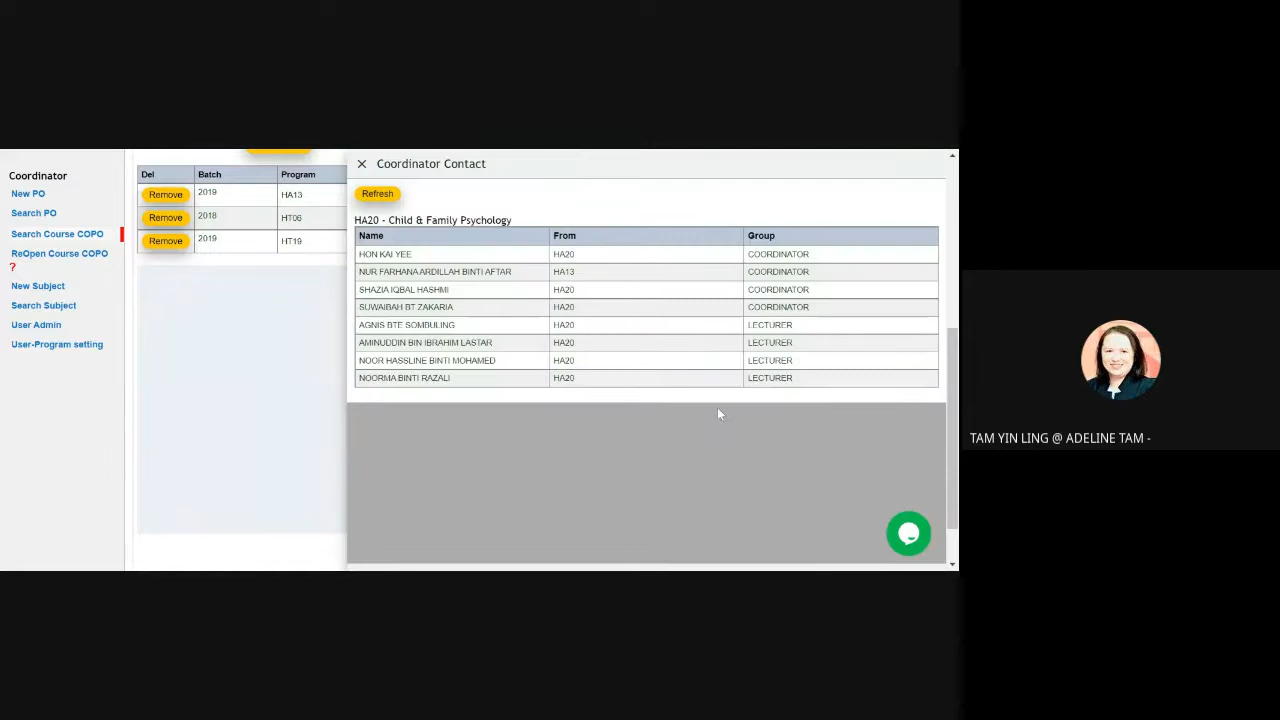 Coordinator
New PO
Search PO
Search Course COPO
ReOpen Course COPO
?
New Subject
Search Subject
User Admin
User-Program setting
Del Batch Program
Remove 2019 HA13
Remove 2018 HT06
Remove 2019 HT19
Coordinator Contact
Refresh
HA20 - Child & Family Psychology
Name From Group
HON KAI YEE HA20 COORDINATOR
NUR FARHANA ARDILLAH BINTI AFTAR HA13 COORDINATOR
SHAZIA IQBAL HASHMI HA20 COORDINATOR
SUWAIBAH BT ZAKARIA HA20 COORDINATOR
AGNIS BTE SOMBULING HA20 LECTURER
AMINUDDIN BIN IBRAHIM LASTAR HA20 LECTURER
NOOR HASSLINE BINTI MOHAMED HA20 LECTURER
NOORMA BINTI RAZALI HA20 LECTURER
TAM YIN LING @ ADELINE TAM -